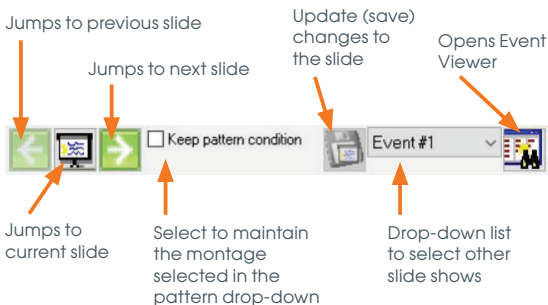 Jumps to previous slide
Jumps to next slide
Update (save)
changes to
the slide
Opens Event
Viewer
Keep pattern condition
Event #1
Jumps to
current slide
Select to maintain
the montage
selected in the
pattern drop-down
Drop-down list
to select other
slide shows